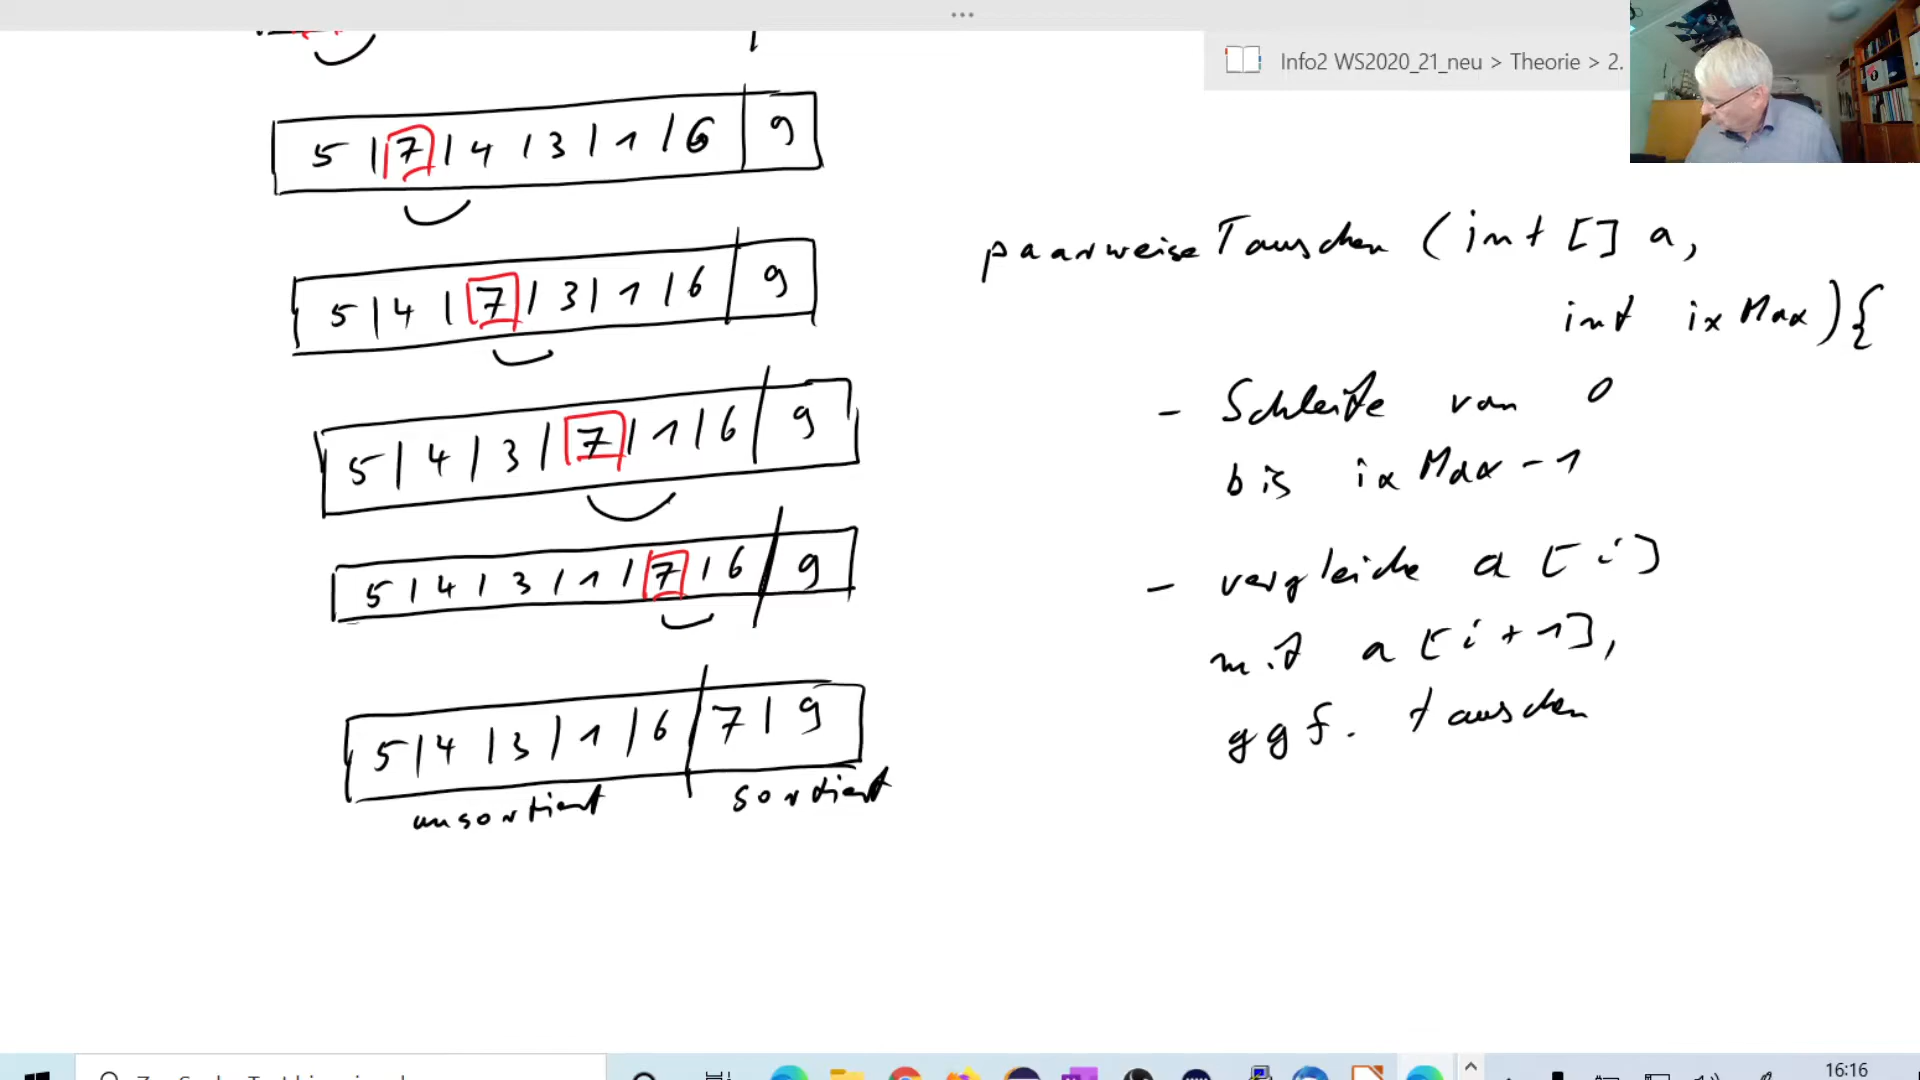 Info2 WS2020_21_neu > Theorie > 2.
5 | 7 | 4 | 3 | 1 | 6 | 9
5 | 4 | 7 | 3 | 1 | 6 | 9
5 | 4 | 3 | 7 | 1 | 6 | 9
5 | 4 | 3 | 1 | 7 | 6 | 9
5 | 4 | 3 | 1 | 6 | 7 | 9
unsortiert sortiert
paarweise Tauschen (int [] a,
int ixMax) {
- Schleife von 0
bis ixMax - 1
- vergleiche a [i]
mit a [i + 1],
ggf. tauschen
16:16